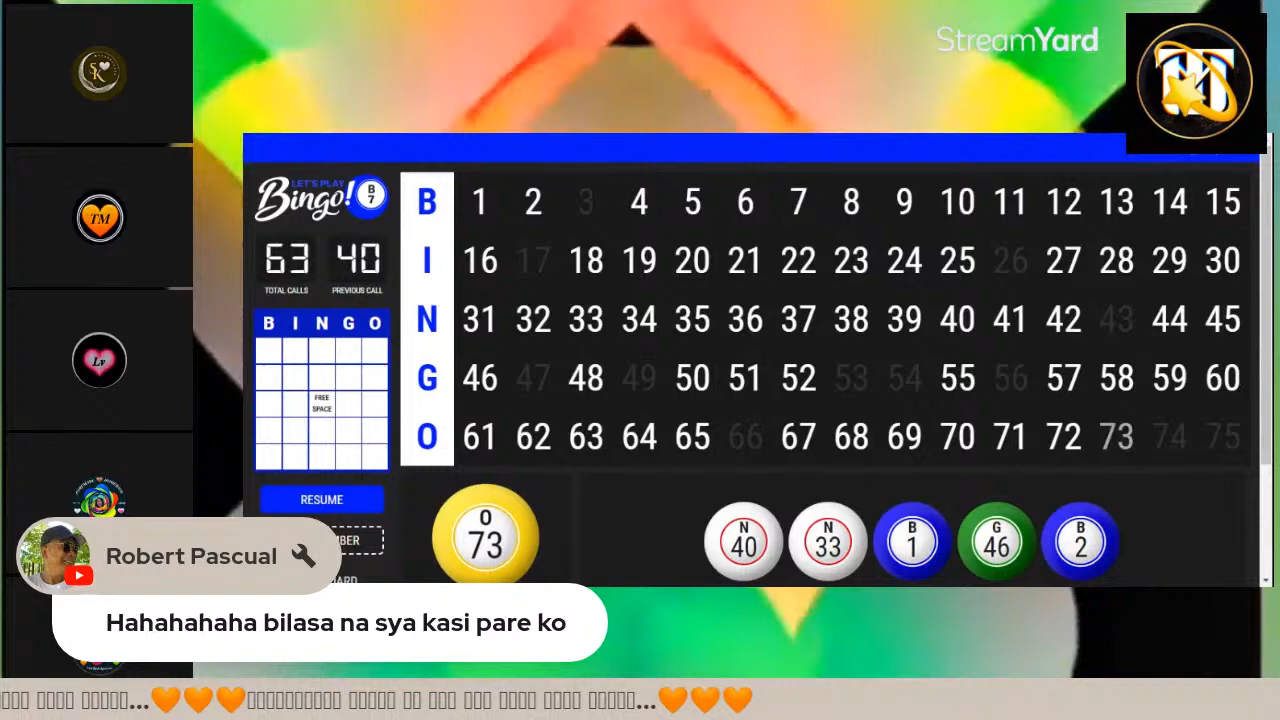 StreamYard
SK
TM
Lv
LET'S PLAY
Bingo!
B
7
63
40
TOTAL CALLS
PREVIOUS CALL
B I N G O
FREE
SPACE
RESUME
B 1 2 3 4 5 6 7 8 9 10 11 12 13 14 15
I 16 17 18 19 20 21 22 23 24 25 26 27 28 29 30
N 31 32 33 34 35 36 37 38 39 40 41 42 43 44 45
G 46 47 48 49 50 51 52 53 54 55 56 57 58 59 60
O 61 62 63 64 65 66 67 68 69 70 71 72 73 74 75
O
73
N
40
N
33
B
1
G
46
B
2
Robert Pascual
Hahahahaha bilasa na sya kasi pare ko